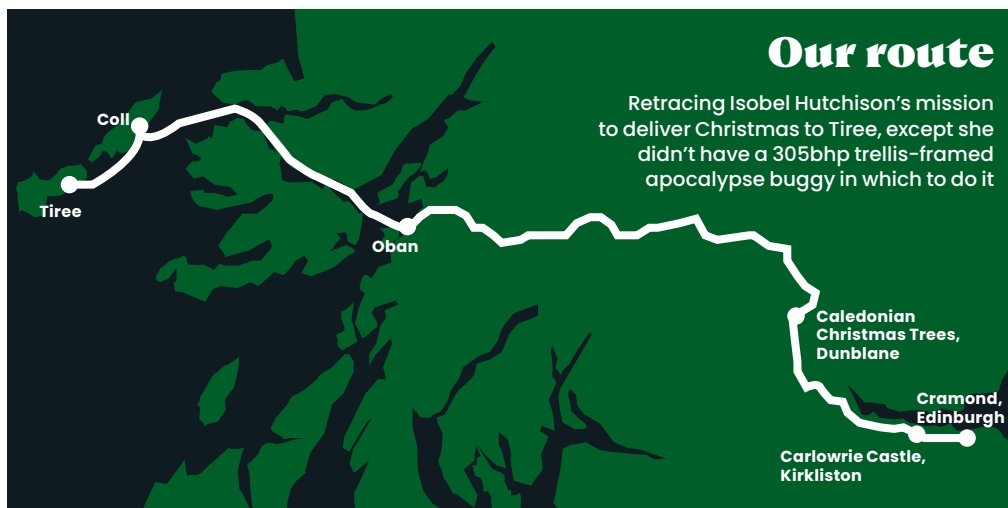 Our route
Retracing Isobel Hutchison's mission
to deliver Christmas to Tiree, except she
didn't have a 305bhp trellis-framed
apocalypse buggy in which to do it
Coll
Tiree
Oban
Caledonian
Christmas Trees,
Dunblane
Cramond,
Edinburgh
Carlowrie Castle,
Kirkliston